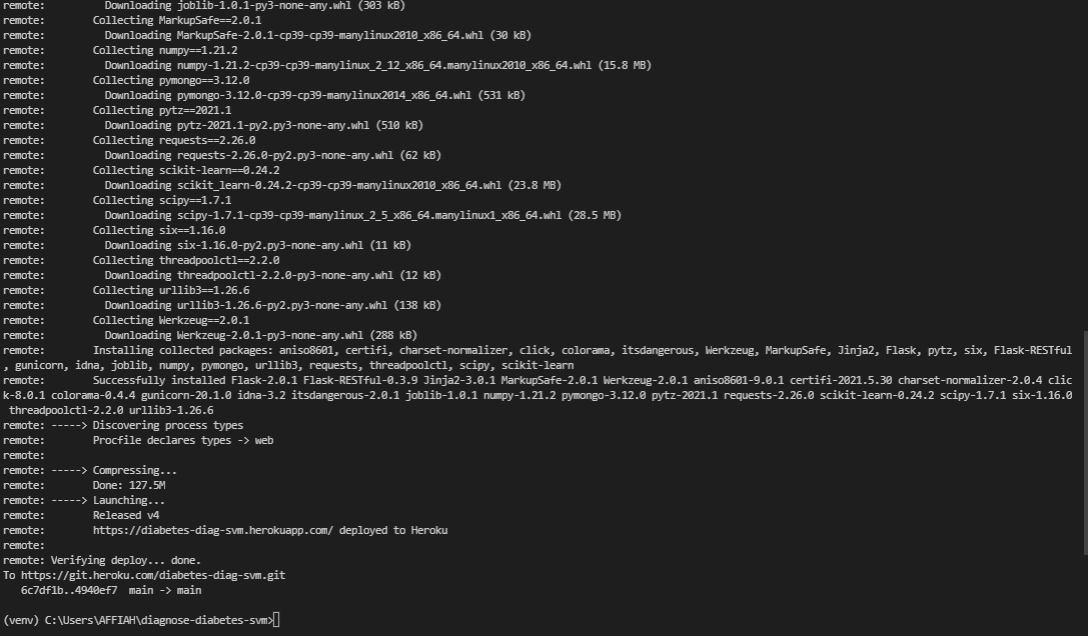 remote:          Downloading joblib-1.0.1-py3-none-any.whl (303 kB)
remote:        Collecting MarkupSafe==2.0.1
remote:          Downloading MarkupSafe-2.0.1-cp39-cp39-manylinux2010_x86_64.whl (30 kB)
remote:        Collecting numpy==1.21.2
remote:          Downloading numpy-1.21.2-cp39-cp39-manylinux_2_12_x86_64.manylinux2010_x86_64.whl (15.8 MB)
remote:        Collecting pymongo==3.12.0
remote:          Downloading pymongo-3.12.0-cp39-cp39-manylinux2014_x86_64.whl (531 kB)
remote:        Collecting pytz==2021.1
remote:          Downloading pytz-2021.1-py2.py3-none-any.whl (510 kB)
remote:        Collecting requests==2.26.0
remote:          Downloading requests-2.26.0-py2.py3-none-any.whl (62 kB)
remote:        Collecting scikit-learn==0.24.2
remote:          Downloading scikit_learn-0.24.2-cp39-cp39-manylinux2010_x86_64.whl (23.8 MB)
remote:        Collecting scipy==1.7.1
remote:          Downloading scipy-1.7.1-cp39-cp39-manylinux_2_5_x86_64.manylinux1_x86_64.whl (28.5 MB)
remote:        Collecting six==1.16.0
remote:          Downloading six-1.16.0-py2.py3-none-any.whl (11 kB)
remote:        Collecting threadpoolctl==2.2.0
remote:          Downloading threadpoolctl-2.2.0-py3-none-any.whl (12 kB)
remote:        Collecting urllib3==1.26.6
remote:          Downloading urllib3-1.26.6-py2.py3-none-any.whl (138 kB)
remote:        Collecting Werkzeug==2.0.1
remote:          Downloading Werkzeug-2.0.1-py3-none-any.whl (288 kB)
remote:        Installing collected packages: aniso8601, certifi, charset-normalizer, click, colorama, itsdangerous, Werkzeug, MarkupSafe, Jinja2, Flask, pytz, six, Flask-RESTful
, gunicorn, idna, joblib, numpy, pymongo, urllib3, requests, threadpoolctl, scipy, scikit-learn
remote:        Successfully installed Flask-2.0.1 Flask-RESTful-0.3.9 Jinja2-3.0.1 MarkupSafe-2.0.1 Werkzeug-2.0.1 aniso8601-9.0.1 certifi-2021.5.30 charset-normalizer-2.0.4 clic
k-8.0.1 colorama-0.4.4 gunicorn-20.1.0 idna-3.2 itsdangerous-2.0.1 joblib-1.0.1 numpy-1.21.2 pymongo-3.12.0 pytz-2021.1 requests-2.26.0 scikit-learn-0.24.2 scipy-1.7.1 six-1.16.0
 threadpoolctl-2.2.0 urllib3-1.26.6
remote: -----> Discovering process types
remote:        Procfile declares types -> web
remote:
remote: -----> Compressing...
remote:        Done: 127.5M
remote: -----> Launching...
remote:        Released v4
remote:        https://diabetes-diag-svm.herokuapp.com/ deployed to Heroku
remote:
remote: Verifying deploy... done.
To https://git.heroku.com/diabetes-diag-svm.git
   6c7df1b..4940ef7  main -> main
(venv) C:\Users\AFFIAH\diagnose-diabetes-svm>